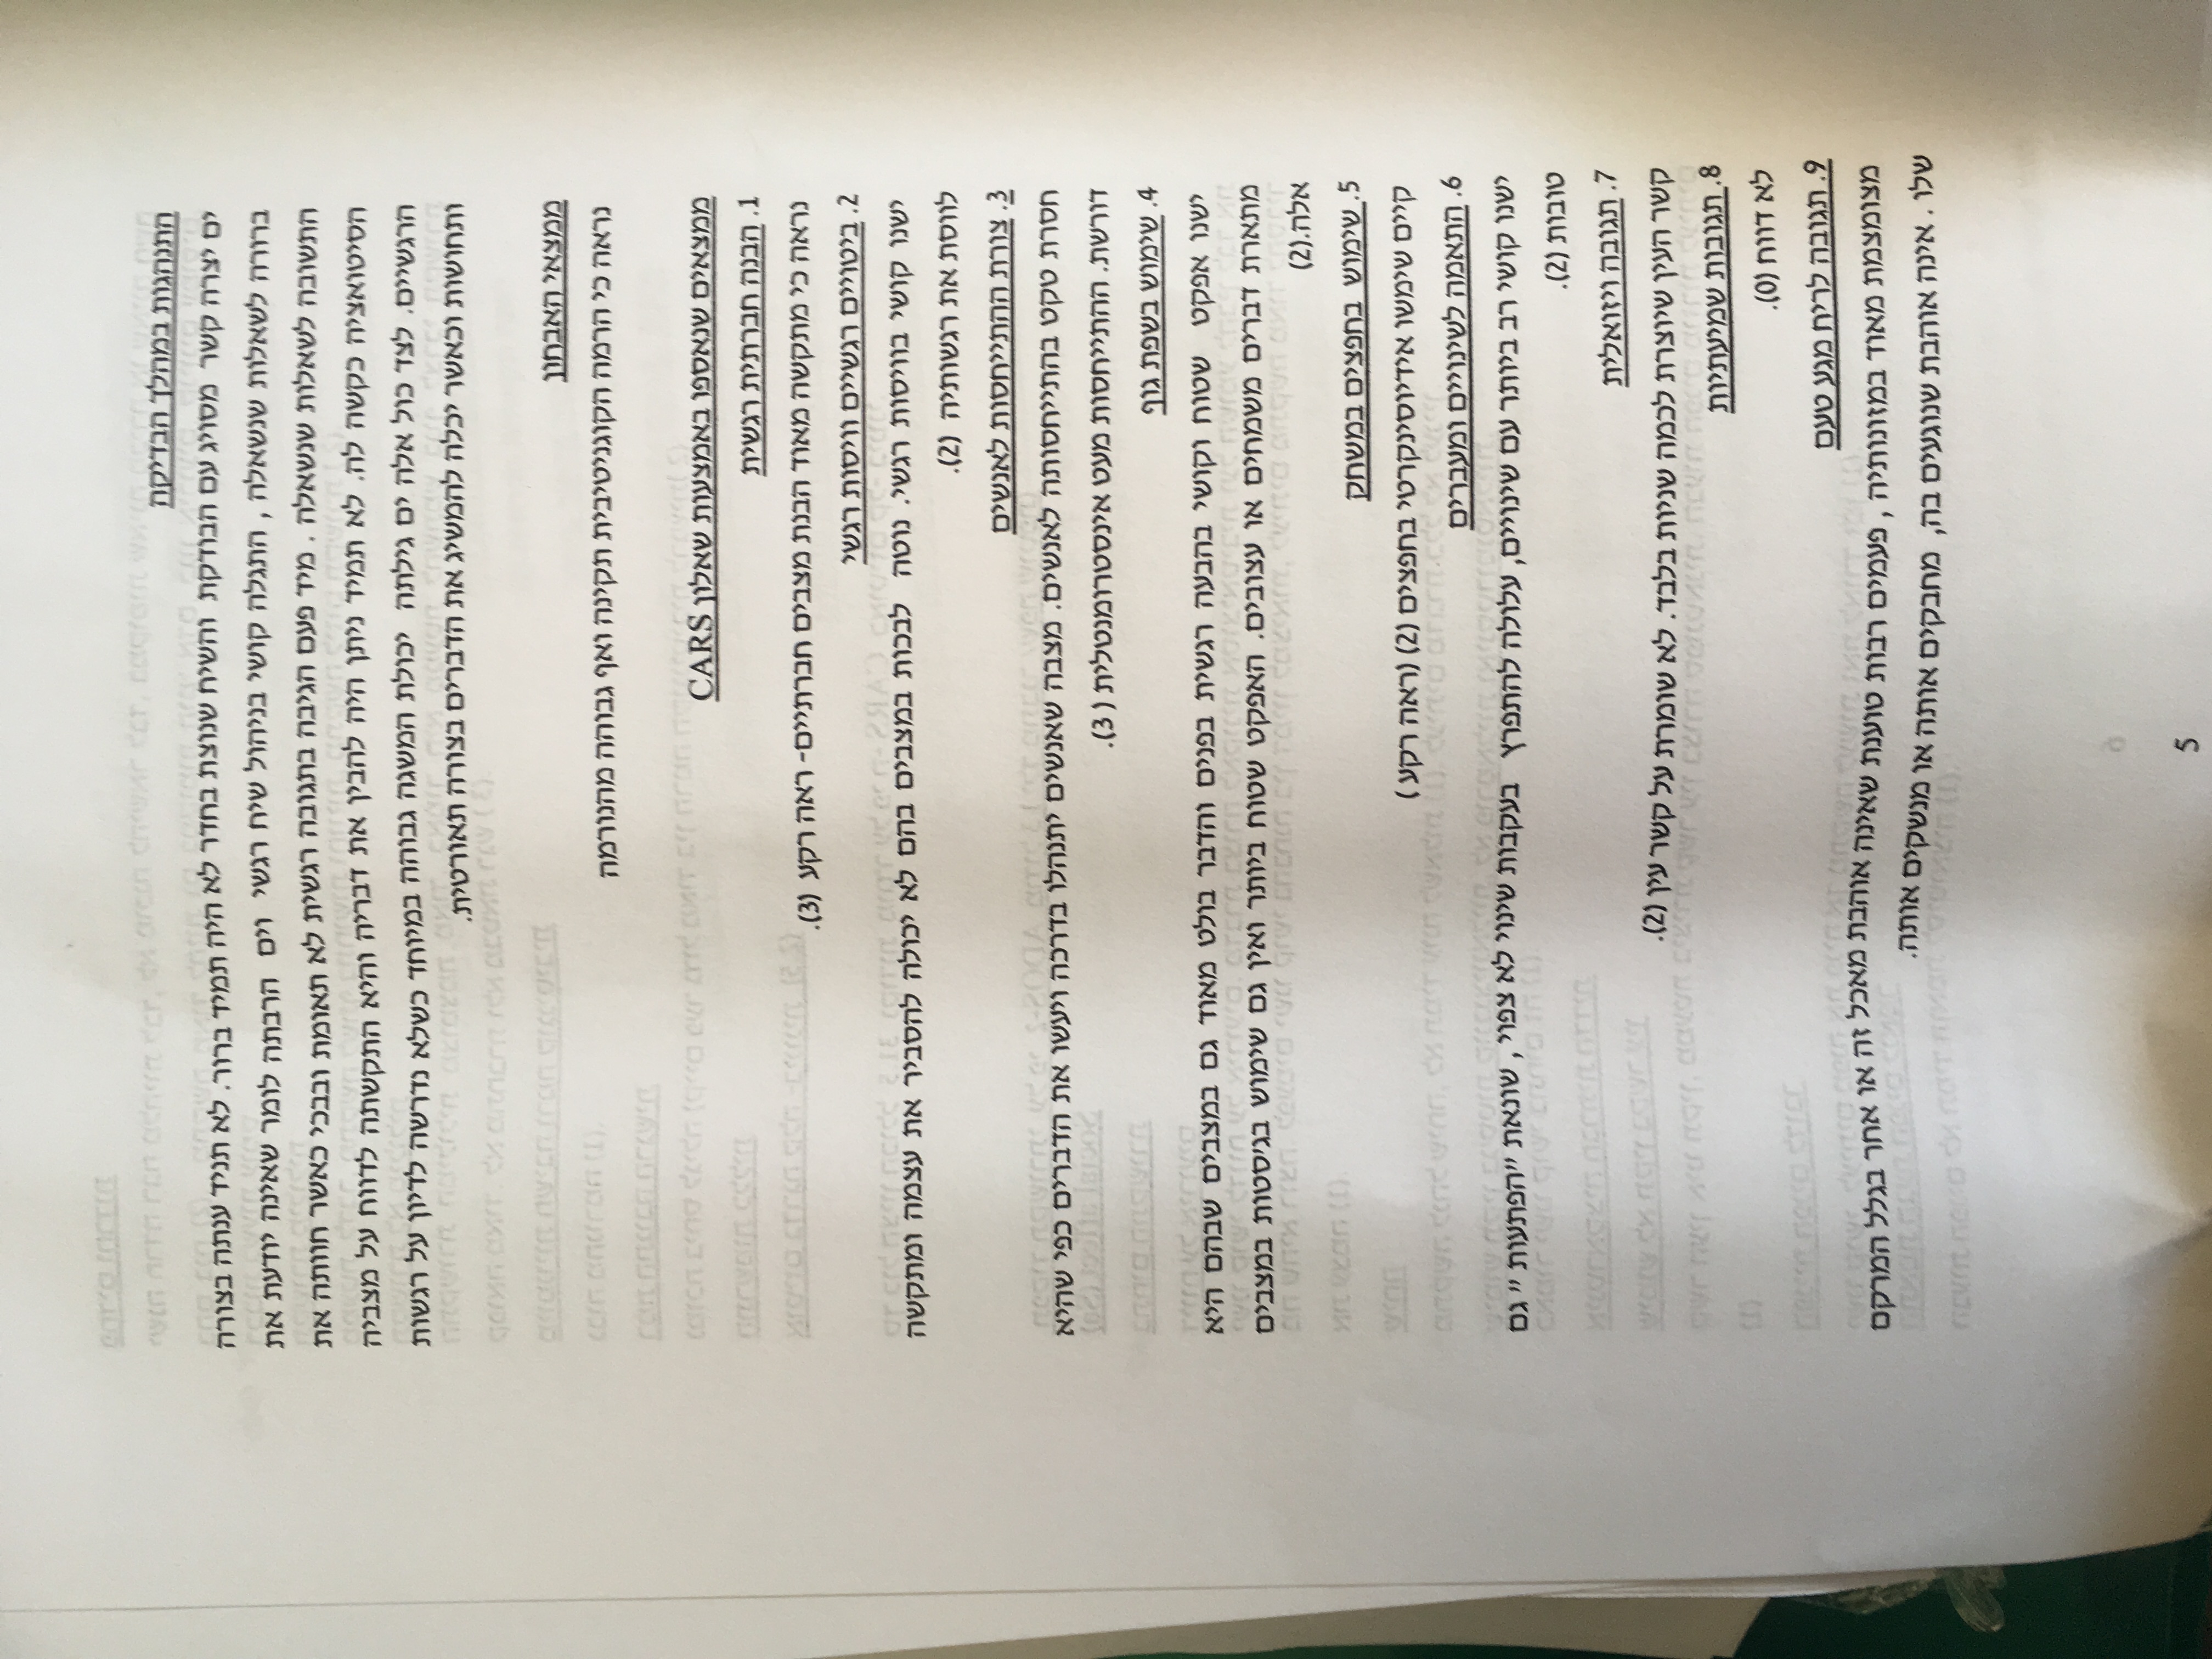 התנהגות במהלך הבדיקה
ים יצרה קשר מסויג עם הבודקת והשיח שנוצת בחדר לא היה תמיד ברור. לא תניד ענתה בצורה
ברורה לשאלות שנשאלה , התגלה קושי בניהול שיח רגשי וים הרבתה לומר שאינה יודעת את
התשובה לשאלות שנשאלה . מיד פעם הגיבה בתגובה רגשית לא תאומת ובבכי כאשר חוותה את
הסיטואציה כקשה לה. לא תמיד ניתן היה להבין את דבריה והיא התקשתה לדווח על מצביה
הרגשיים. לצד כול אלה ים גילתה יכולת המשגה גבוהה במיוחד כשלא נדרשה לדיון על רגשות
ותחושות וכאשר יכלה להמשיג את הדברים בצורה תאורטית.
ממצאי האבחון
נראה כי הרמה הקוגניטיבית תקינה ואף גבוהה מהנורמה
ממצאים שנאספו באמצעות שאלון CARS
1. הבנה חברתית רגשית
נראה כי מתקשה מאוד הבנת מצבים חברתיים- ראה רקע (3).
2. ביטויים רגשיים וויסות רגשי
ישנו קושי בוויסות רגשי. נוטה לבכות במצבים בהם לא יכולה להסביר את עצמה ומתקשה
לווסת את רגשותיה (2).
3. צורת ההתייחסות לאנשים
חסרת טקט בהתייחסותה לאנשים. מצבה שאנשים יתנהלו בדרכה ויעשו את הדברים כפי שהיא
דורשת. ההתייחסות מעט אינסטרומנטלית ( 3).
4. שימוש בשפת גוף
ישנו אפקט שטוח וקושי בהבעה רגשית בפנים והדבר בולט מאוד גם במצבים שבהם היא
מתארת דברים משמחים או עצובים. האפקט שטוח ביותר ואין גם שימוש בגיסטות במצבים
אלה.(2)
5. שימוש בחפצים במשחק
קיים שימשו אידיוסינקרטי בחפצים (2) (ראה רקע )
6. התאמה לשינויים ומעברים
ישנו קושי רב ביותר עם שינויים, עלולה להתפרץ בעקבות שינוי לא צפוי , שונאת "הפתעות " גם
טובות (2).
7. תגובה ויזואלית
קשר העין שיוצרת לכמה שניות בלבד. לא שומרת על קשר עין (2).
8. תגובות שמיעתיות
לא דווח (0).
9. תגובה לריח מגע טעם
מצומצמת מאוד במזונותיה , פעמים רבות טוענת שאינה אוהבת מאכל זה או אחר בגלל המרקם
שלו . אינה אוהבת שנוגעים בה, מחבקים אותה או מנשקים אותה.
5